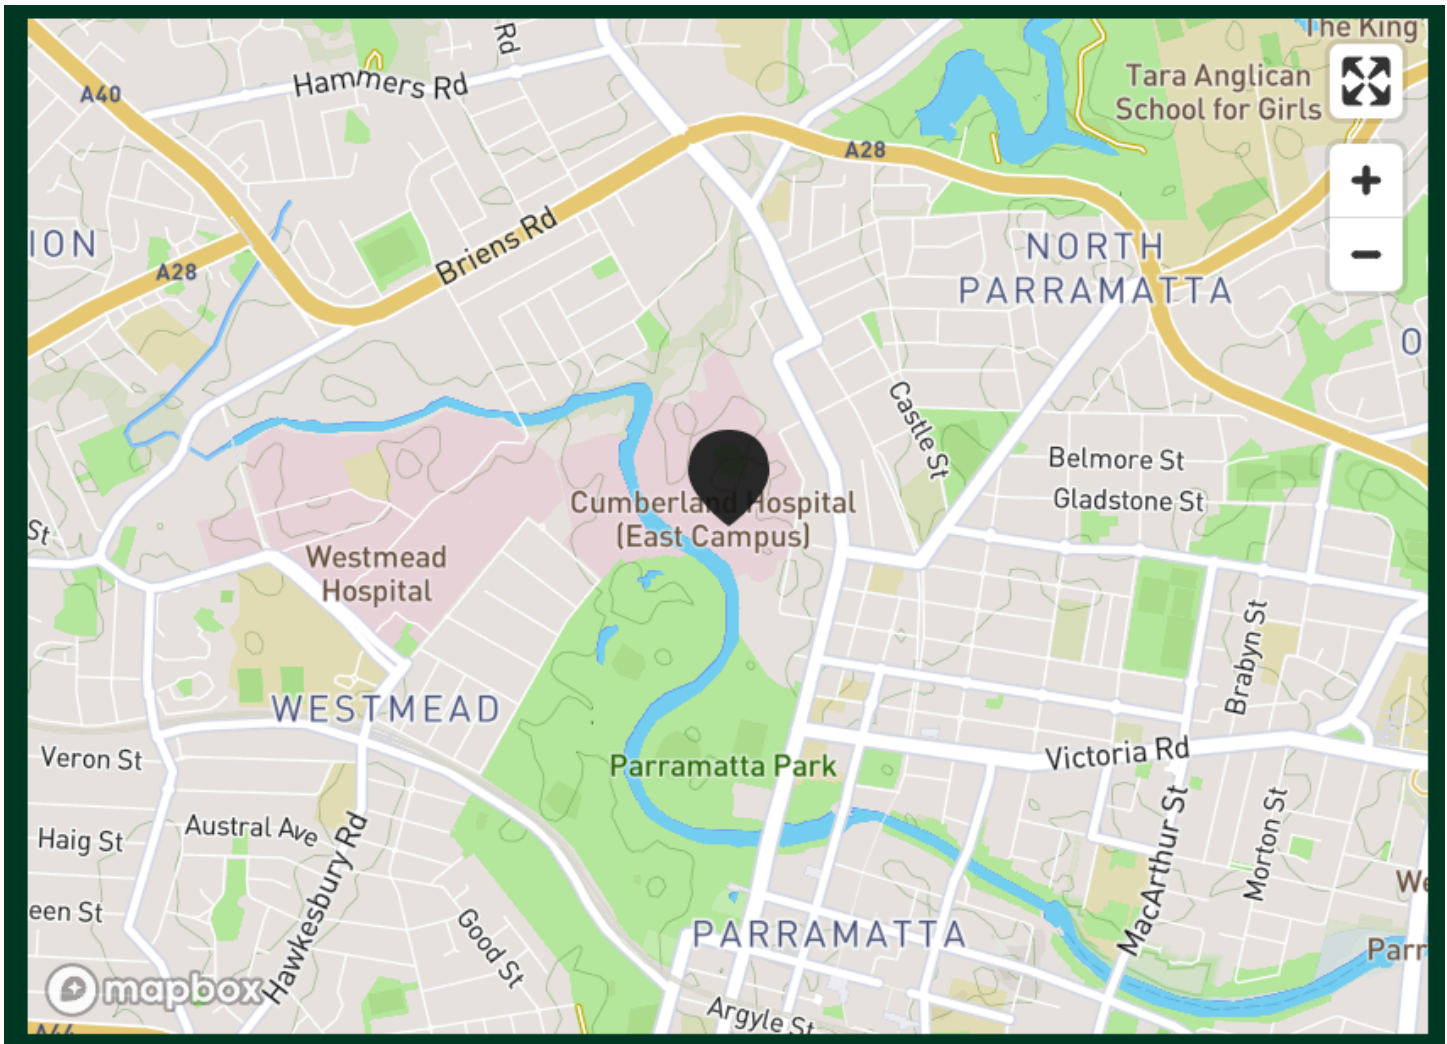 The King
Rd
Tara Anglican
School for Girls
Hammers Rd
A40
A28
Briens Rd
ION
A28
NORTH
PARRAMATTA
O
Castle St
Belmore St
Gladstone St
Cumberland Hospital
(East Campus)
St
Westmead
Hospital
Brabyn St
WESTMEAD
Veron St
Parramatta Park
Victoria Rd
Haig St
Austral Ave
Hawkesbury Rd
MacArthur St
Morton St
We
een St
Good St
PARRAMATTA
Parr
mapbox
Argyle St
A44